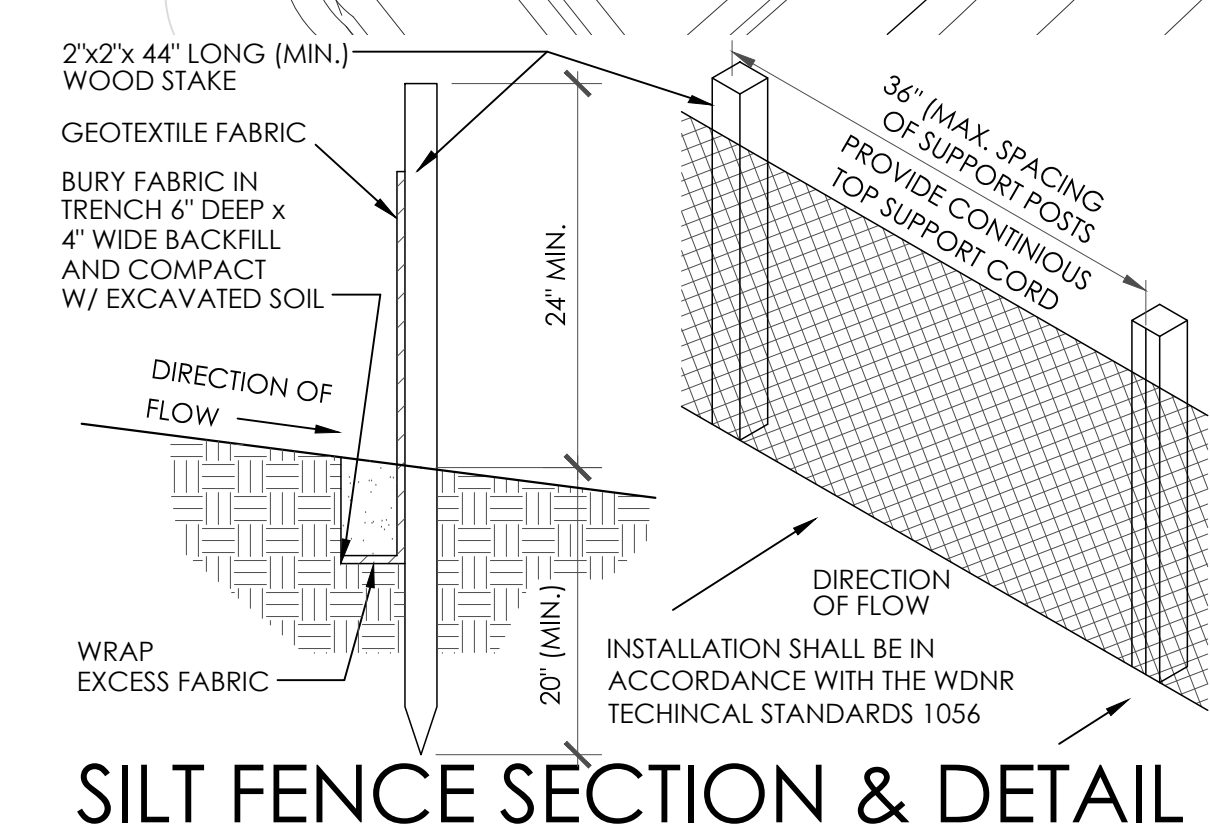 2"x2"x 44" LONG (MIN.)
WOOD STAKE
GEOTEXTILE FABRIC
BURY FABRIC IN
TRENCH 6" DEEP x
4" WIDE BACKFILL
AND COMPACT
W/ EXCAVATED SOIL
DIRECTION OF
FLOW
WRAP
EXCESS FABRIC
24" MIN.
20" (MIN.)
36" (MAX. SPACING
OF SUPPORT POSTS
PROVIDE CONTINIOUS
TOP SUPPORT CORD
DIRECTION
OF FLOW
INSTALLATION SHALL BE IN
ACCORDANCE WITH THE WDNR
TECHINCAL STANDARDS 1056
SILT FENCE SECTION & DETAIL